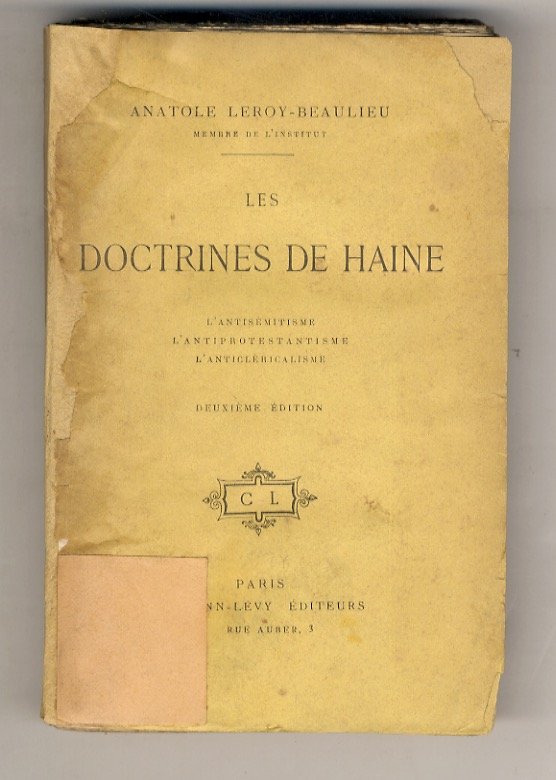 ANATOLE LEROY-BEAULIEU
MEMBRE DE L'INSTITUT
LES
DOCTRINES DE HAINE
L'ANTISÉMITISME
L'ANTIPROTESTANTISME
L'ANTICLÉRICALISME
DEUXIÈME ÉDITION
C L
PARIS
NN-LÉVY ÉDITEURS
RUE AUBER, 3